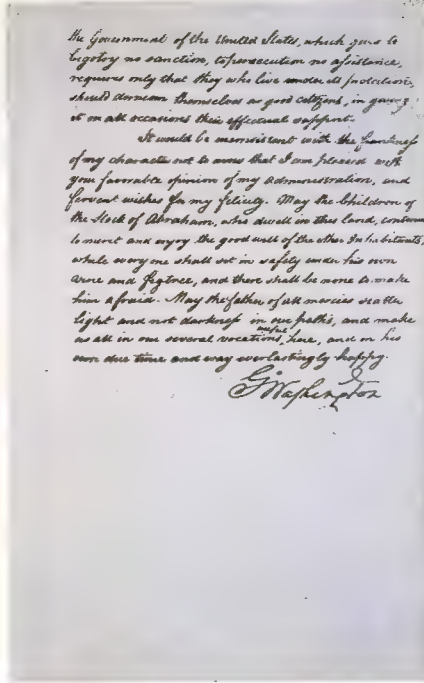 the Government of the United States, which gives to
bigotry no sanction, to persecution no assistance,
requires only that they who live under its protection,
should demean themselves as good citizens, in giving
it on all occasions their effectual support.
It would be inconsistent with the frankness
of my character not to avow that I am pleased with
your favorable opinion of my Administration, and
fervent wishes for my felicity. May the Children of
the Stock of Abraham, who dwell in this land, continue
to merit and enjoy the good will of the other Inhabitants,
while every one shall sit in safety under his own
vine and figtree, and there shall be none to make
him afraid. May the father of all mercies scatter
light and not darkness in our paths, and make
us all in our several vocations useful here, and in his
own due time and way everlastingly happy.
G. Washington